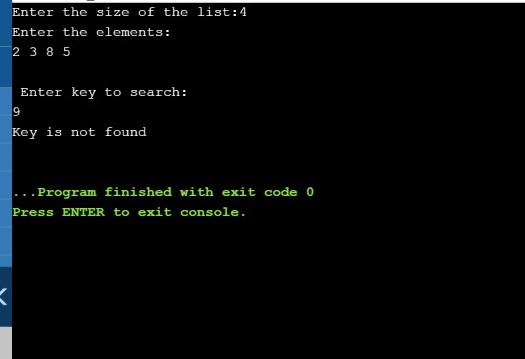 Enter the size of the list:4
Enter the elements:
2 3 8 5
Enter key to search:
9
Key is not found
...Program finished with exit code 0
Press ENTER to exit console.